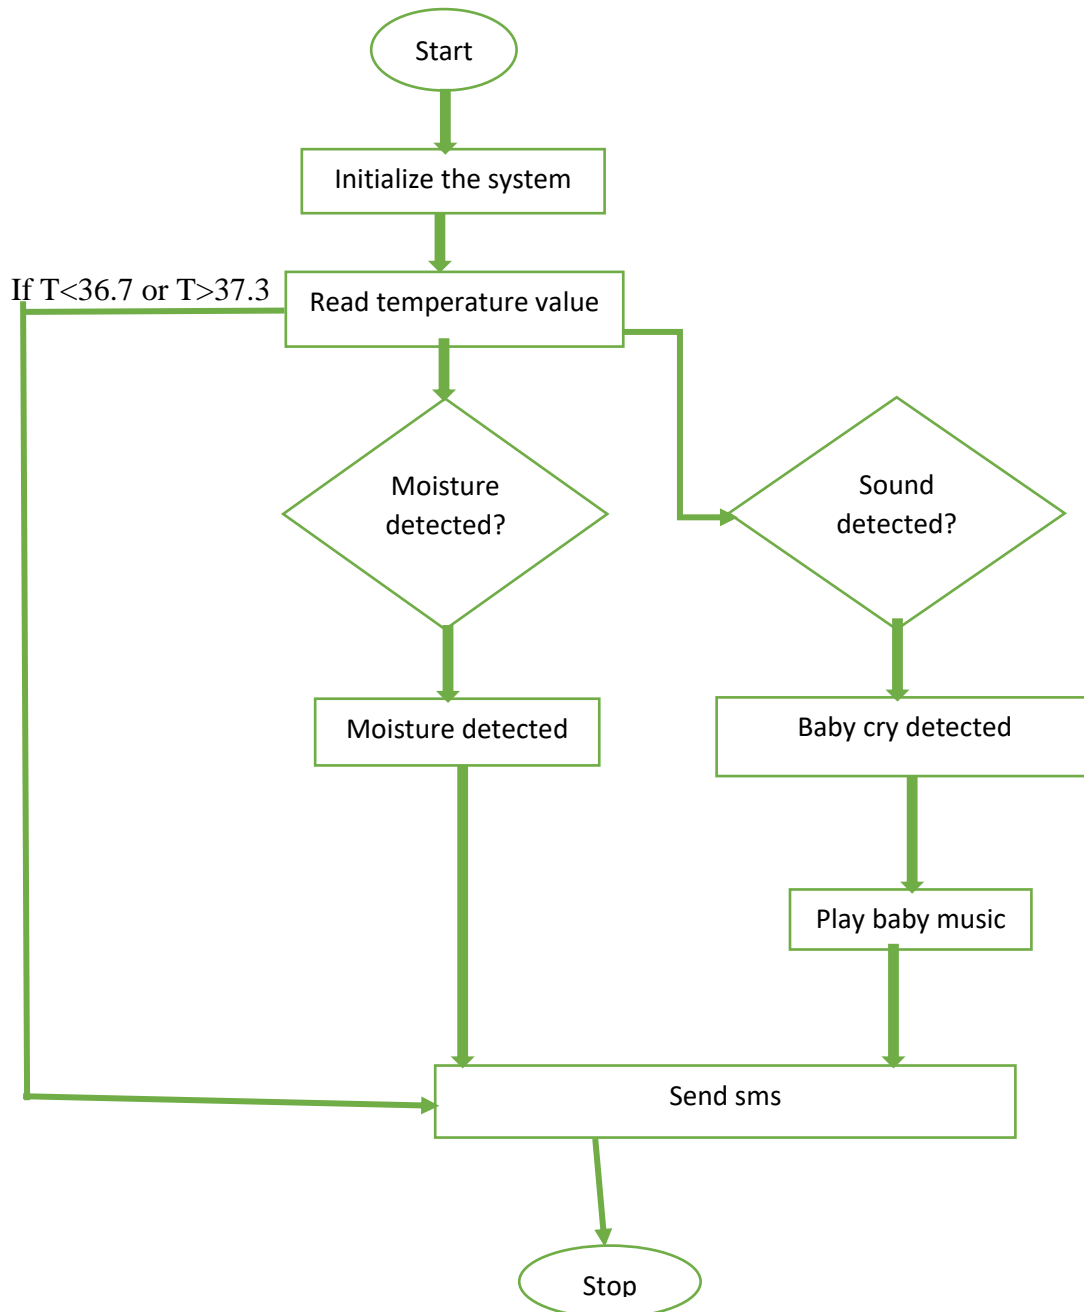 Start
Initialize the system
If T<36.7 or T>37.3
Read temperature value
Moisture
detected?
Sound
detected?
Moisture detected
Baby cry detected
Play baby music
Send sms
Stop